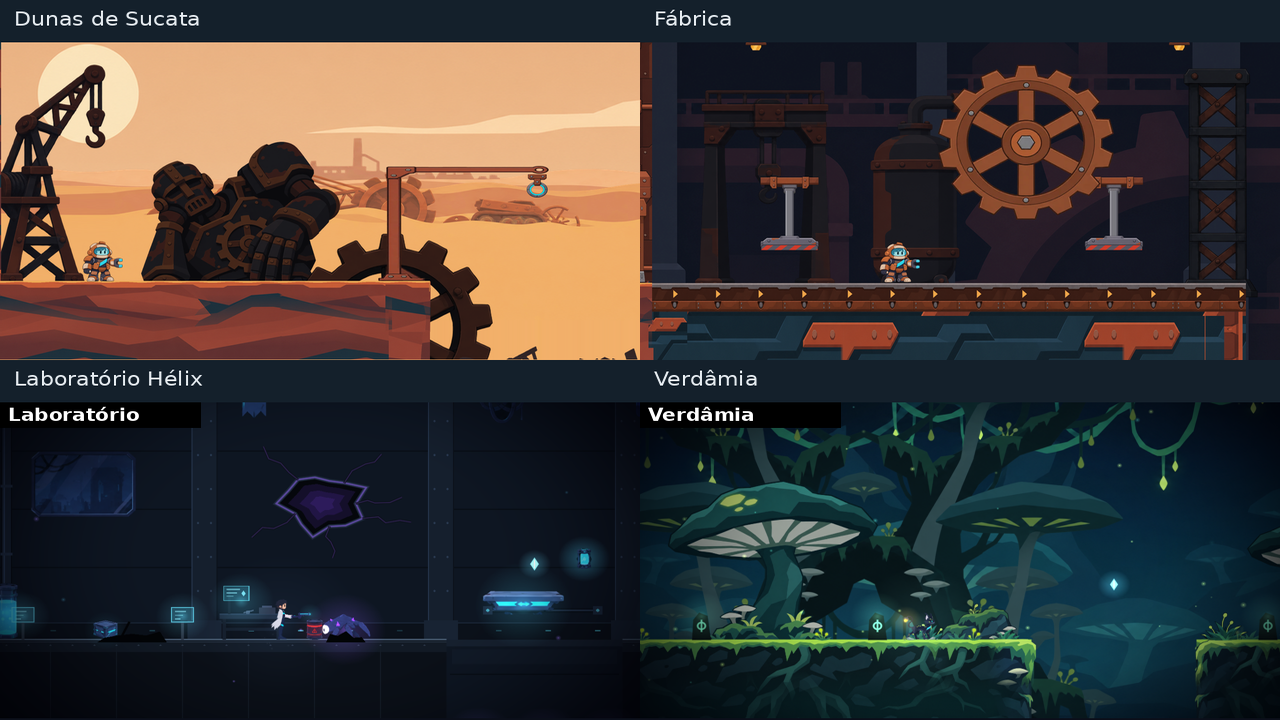 Dunas de Sucata
Fábrica
Laboratório Hélix
Verdâmia
Laboratório
Verdâmia